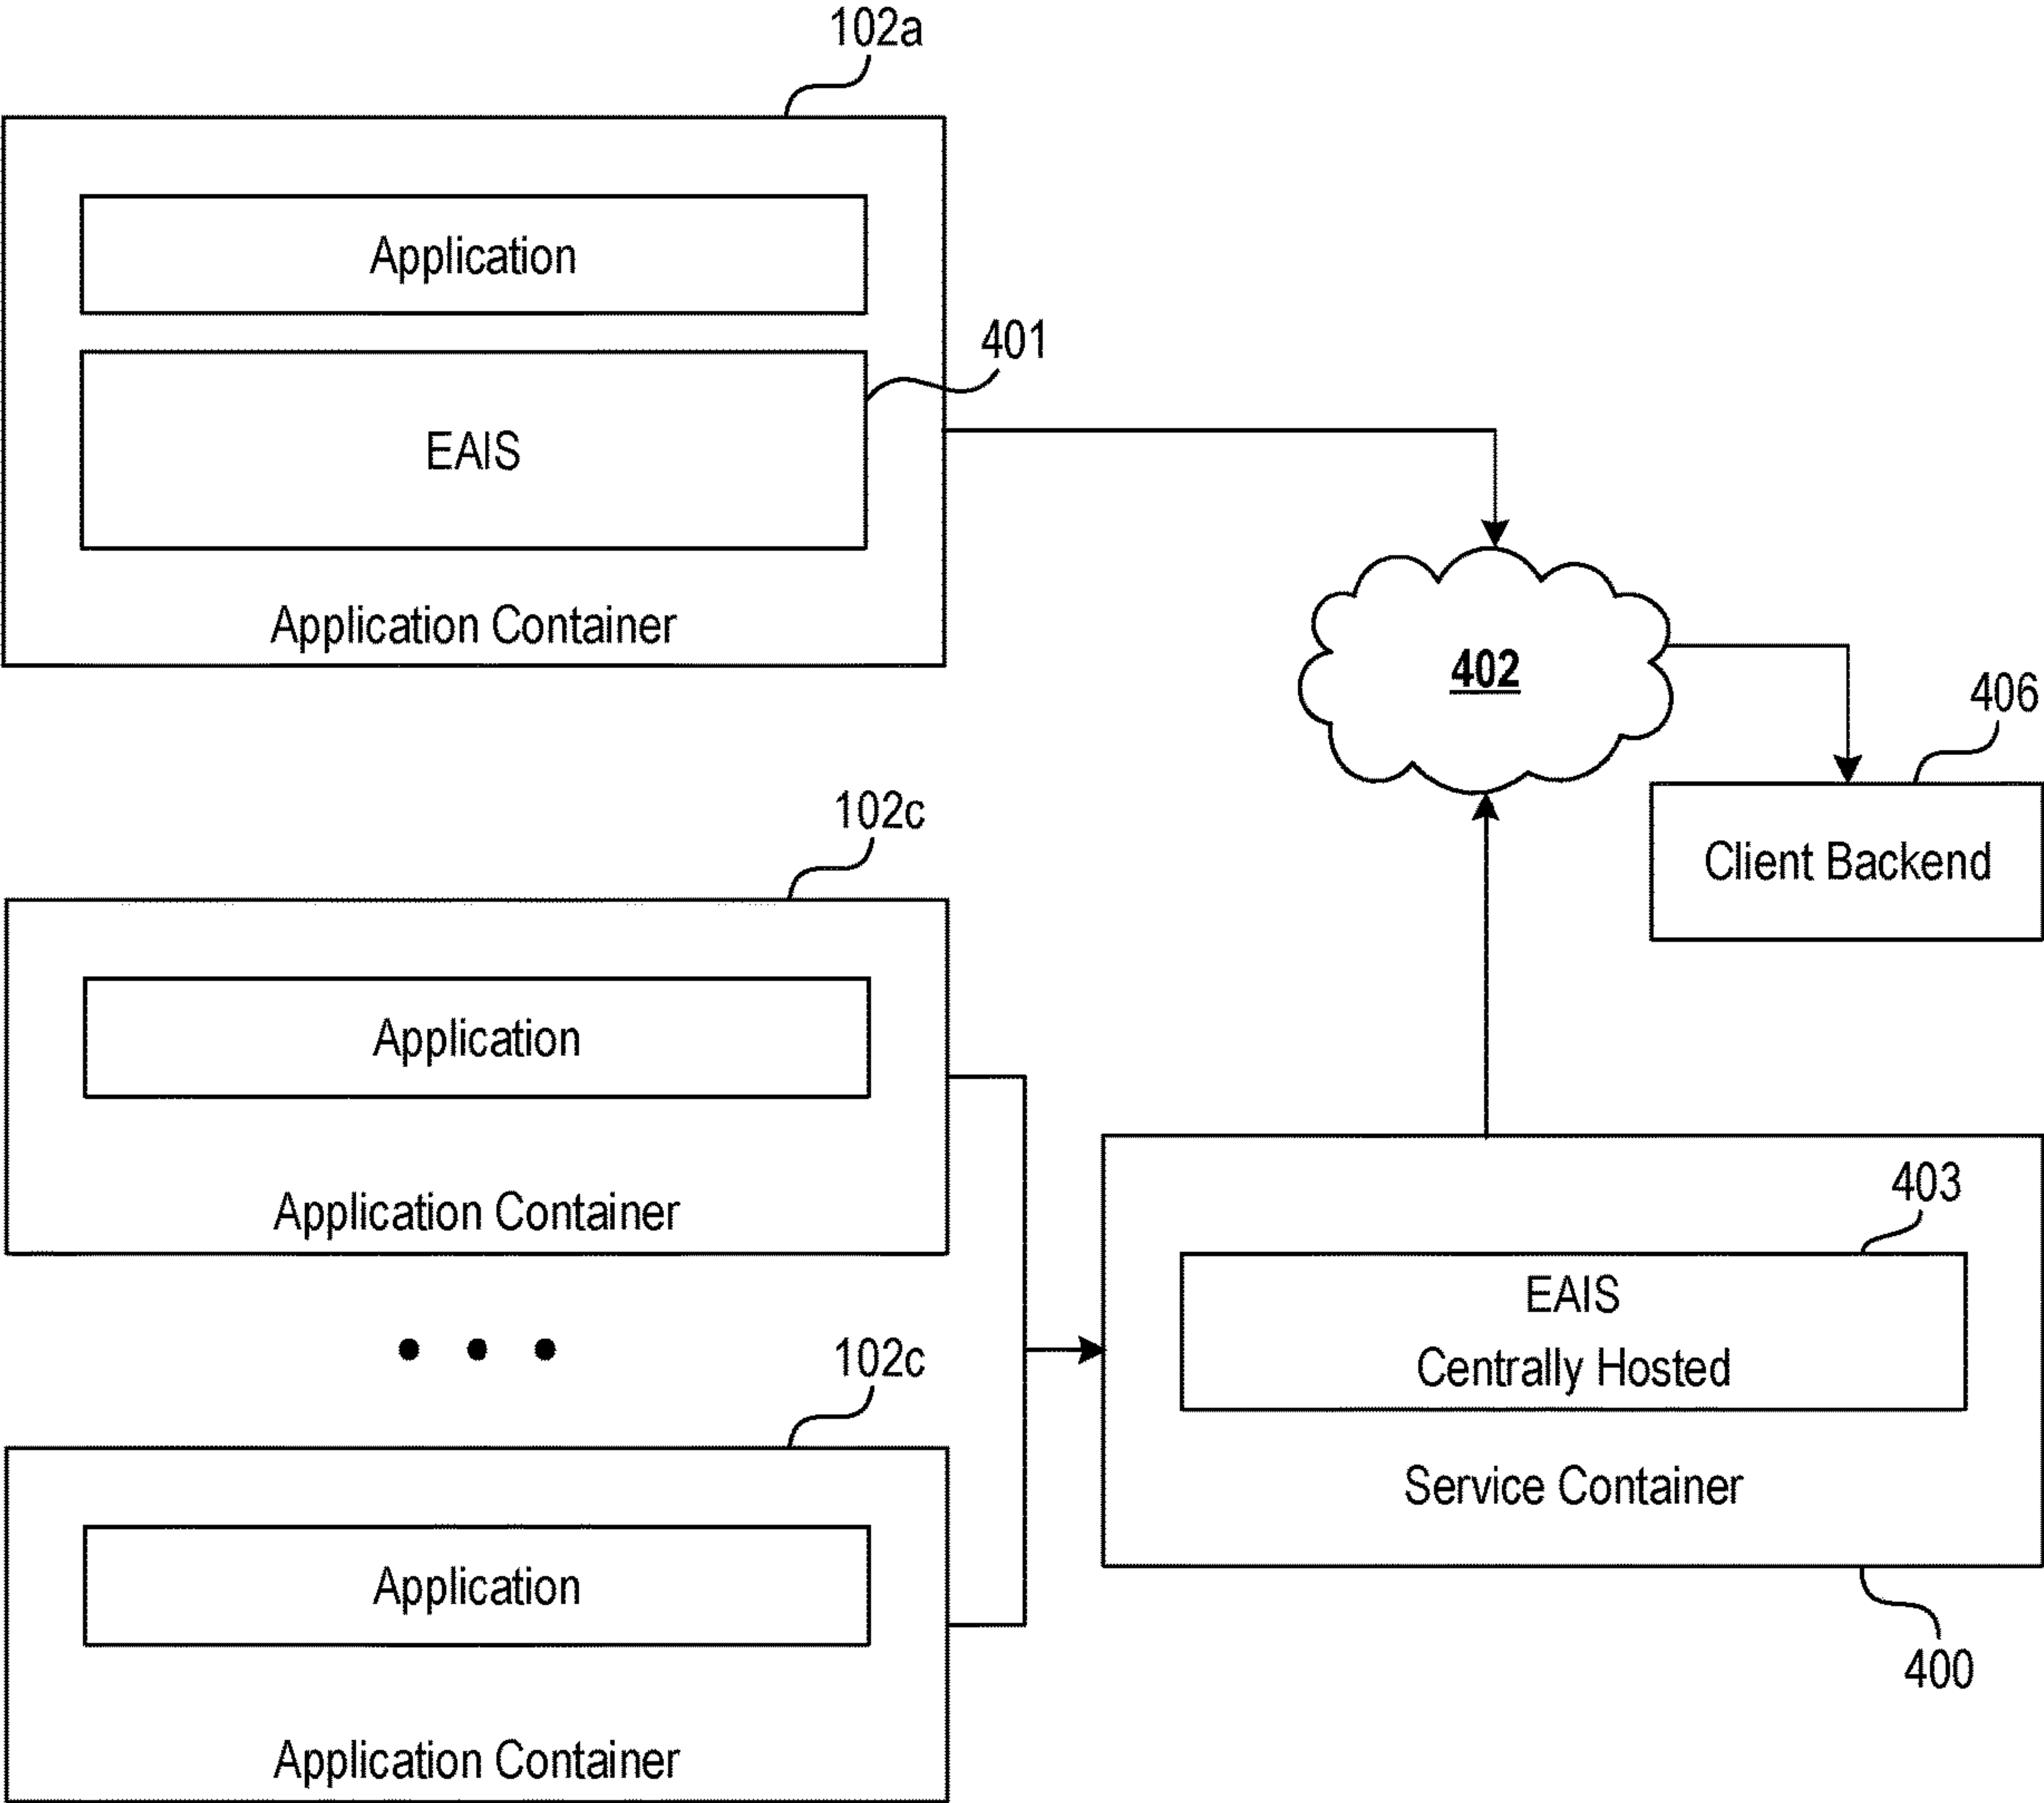 102a
Application
401
EAIS
Application Container
402
406
Client Backend
102c
Application
Application Container
403
EAIS
Centrally Hosted
Service Container
400
102c
Application
Application Container